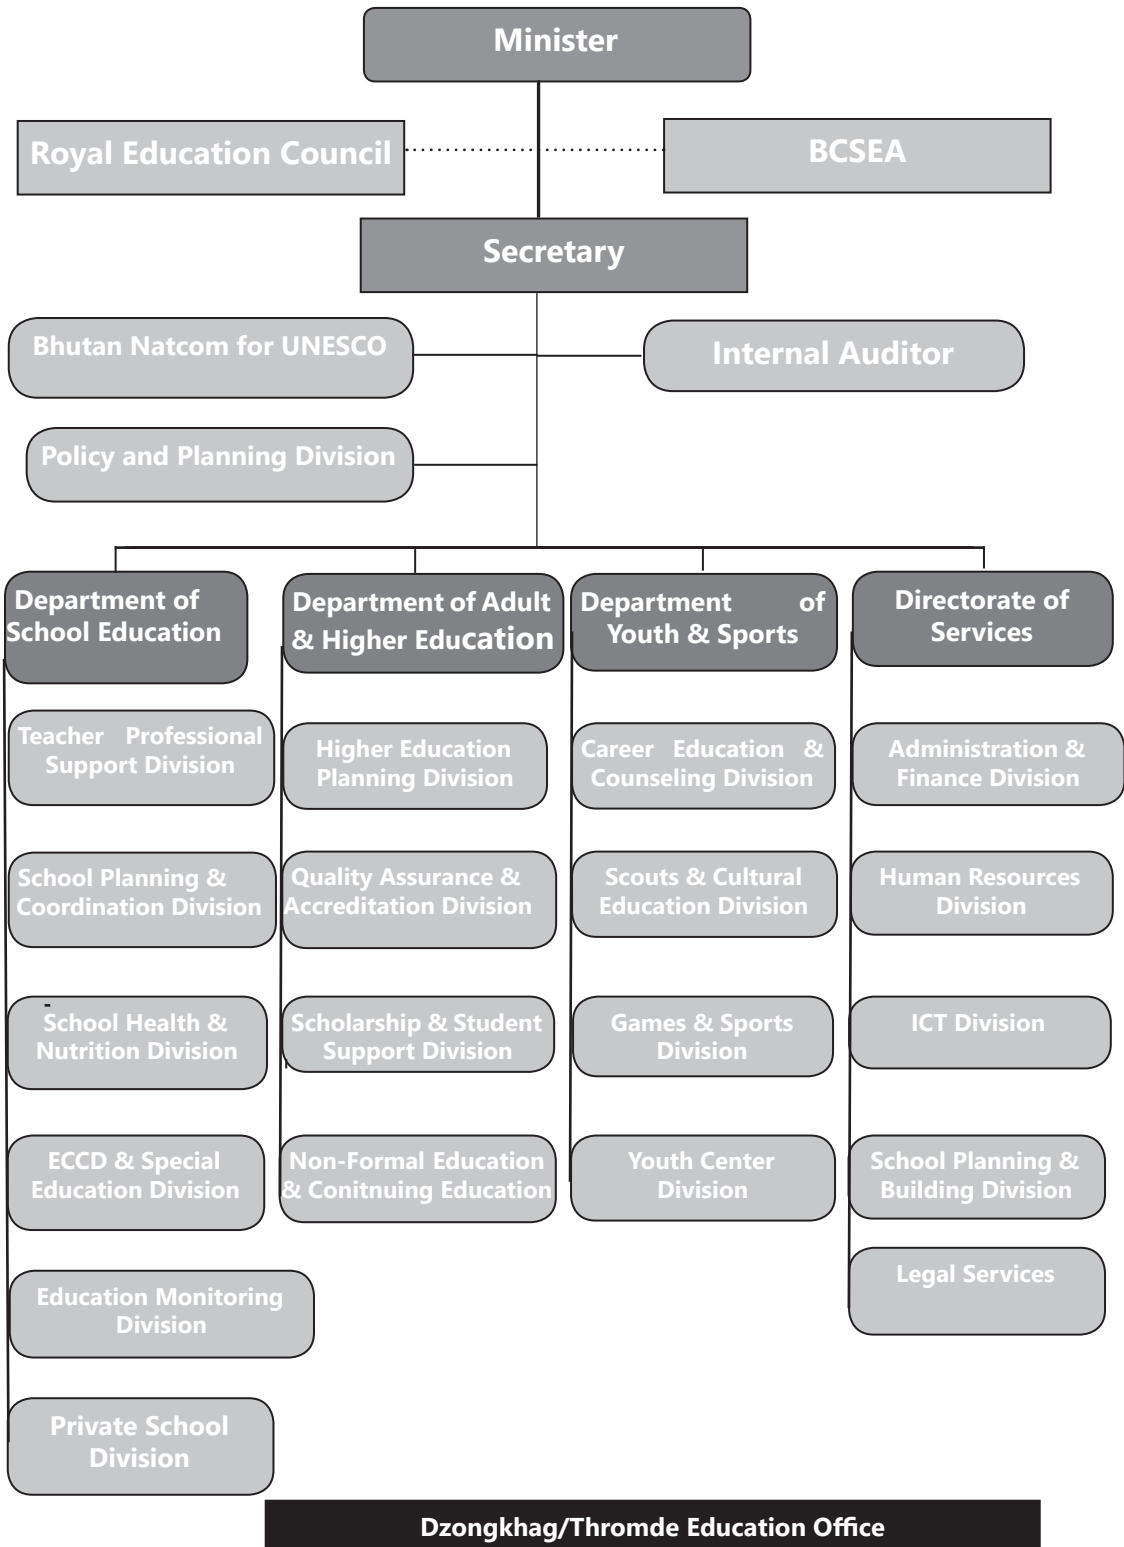 Minister
Royal Education Council
BCSEA
Secretary
Bhutan Natcom for UNESCO
Internal Auditor
Policy and Planning Division
Department of
School Education
Department of Adult
& Higher Education
Department of
Youth & Sports
Directorate of
Services
Teacher Professional
Support Division
Higher Education
Planning Division
Career Education &
Counseling Division
Administration &
Finance Division
School Planning &
Coordination Division
Quality Assurance &
Accreditation Division
Scouts & Cultural
Education Division
Human Resources
Division
-
School Health &
Nutrition Division
Scholarship & Student
Support Division
Games & Sports
Division
ICT Division
ECCD & Special
Education Division
Non-Formal Education
& Conitnuing Education
Youth Center
Division
School Planning &
Building Division
Education Monitoring
Division
Legal Services
Private School
Division
Dzongkhag/Thromde Education Office